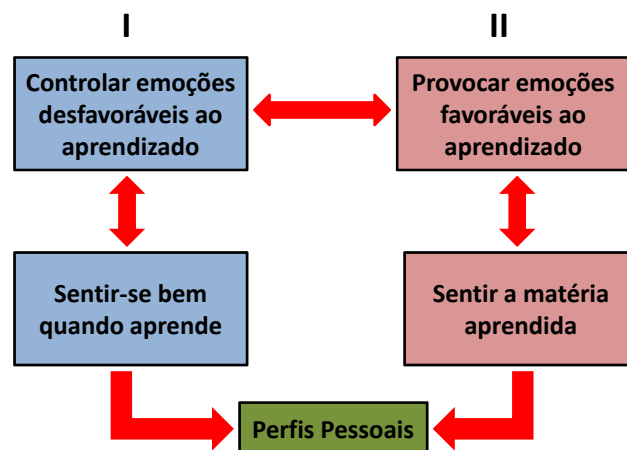 I
II
Controlar emoções
desfavoráveis ao
aprendizado
Provocar emoções
favoráveis ao
aprendizado
Sentir-se bem
quando aprende
Sentir a matéria
aprendida
Perfis Pessoais